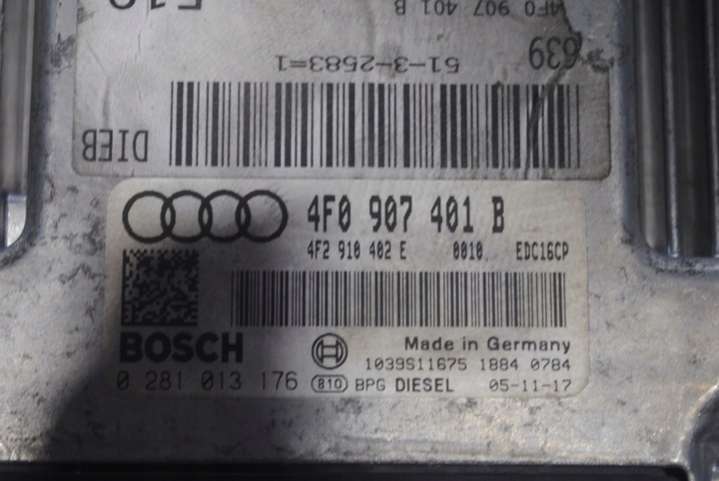 4F0 907 401 B
639
51-3-2583=1
DIEB
4F0 907 401 B
4F2 910 402 E 0010 EDC16CP
BOSCH
Made in Germany
1039S11675 1884 0784
0 281 013 176 810 BPG DIESEL 05-11-17